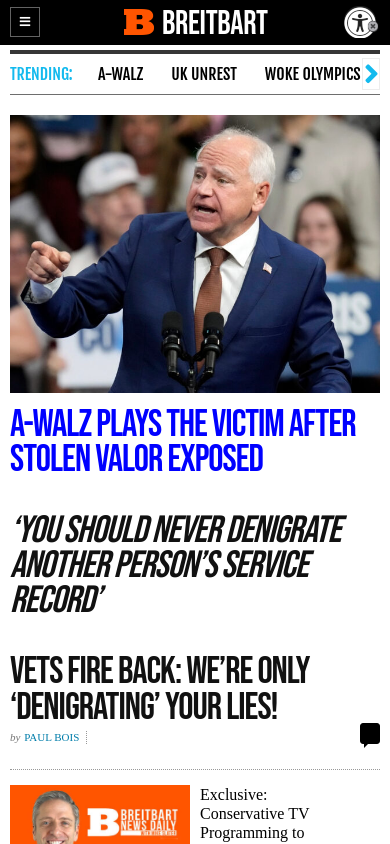 BREITBART
TRENDING: A-WALZ UK UNREST WOKE OLYMPICS
A-WALZ PLAYS THE VICTIM AFTER
STOLEN VALOR EXPOSED
‘YOU SHOULD NEVER DENIGRATE
ANOTHER PERSON’S SERVICE
RECORD’
VETS FIRE BACK: WE’RE ONLY
‘DENIGRATING’ YOUR LIES!
by PAUL BOIS
BREITBART
NEWS DAILY
Exclusive:
Conservative TV
Programming to